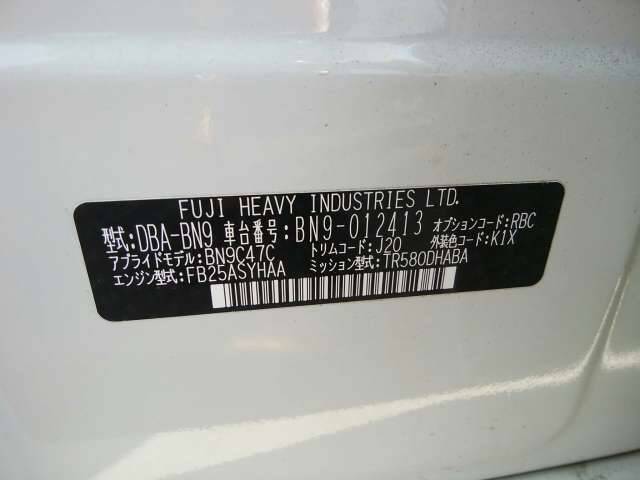 FUJI HEAVY INDUSTRIES LTD.
型式:DBA-BN9 車台番号:BN9-012413 オプションコード:RBC
アプライドモデル:BN9C47C トリムコード:J20 外装色コード:K1X
エンジン型式:FB25ASYHAA ミッション型式:TR580DHABA